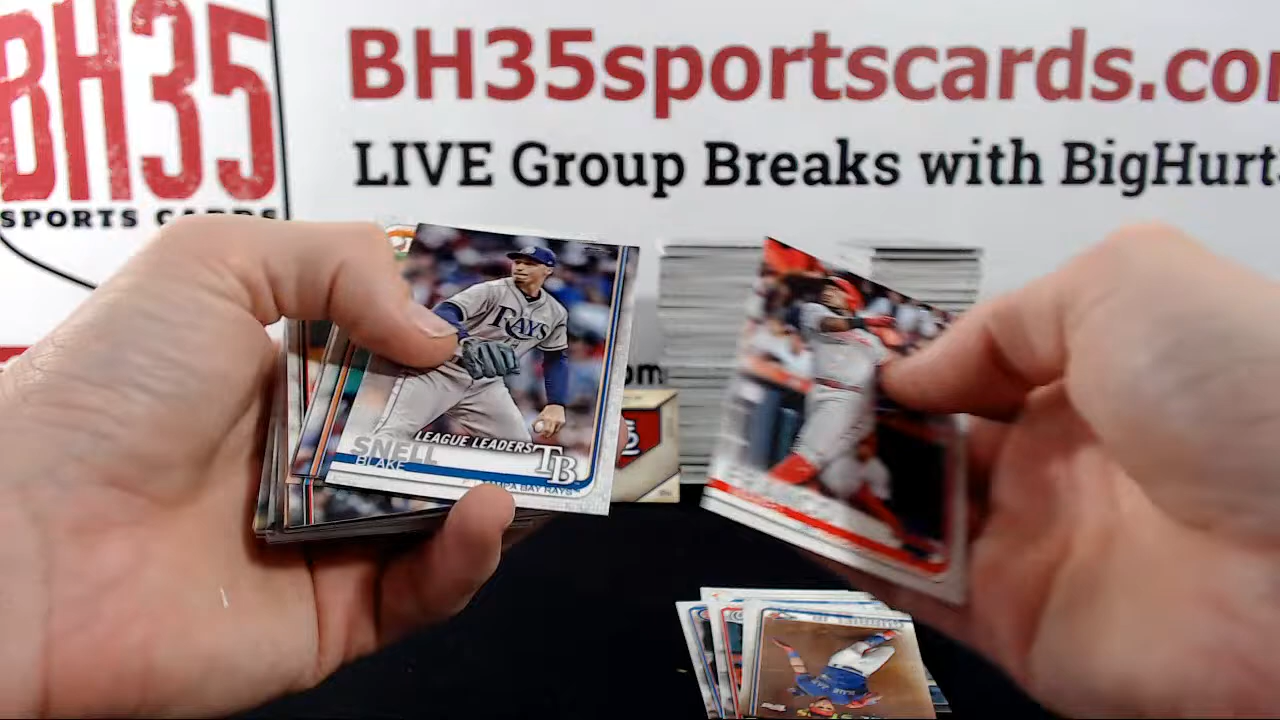 BH35
SPORTS CARDS
BH35sportscards.co
LIVE Group Breaks with BigHurt
RAYS
LEAGUE LEADERS
SNELL
BLAKE
TB
TAMPA BAY RAYS
om